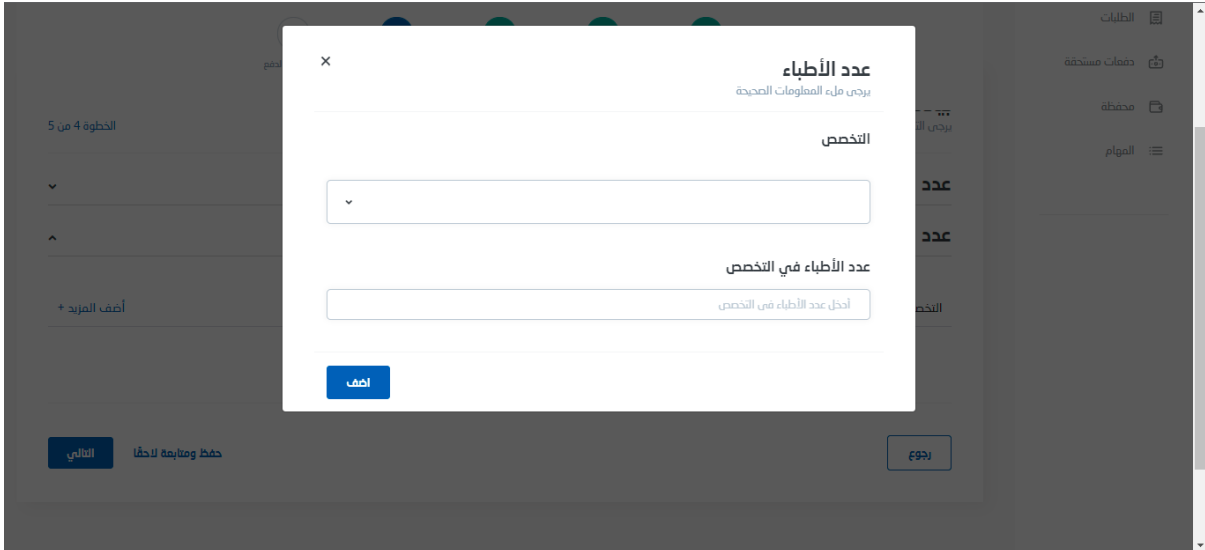 الطلبات
دفعات مستحقة
محفظة
المهام
عدد الأطباء
يرجى ملء المعلومات الصحيحة
التخصص
عدد الأطباء في التخصص
أدخل عدد الأطباء في التخصص
اضف
الخطوة 4 من 5
عدد
عدد
أضف المزيد +
رجوع
حفظ ومتابعة لاحقًا
التالي